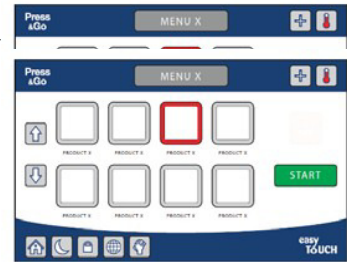 Press
&Go
MENU X
Press
&Go
MENU X
PRODUCT X PRODUCT X PRODUCT X PRODUCT X
START
PRODUCT X PRODUCT X PRODUCT X PRODUCT X
easy
TOUCH